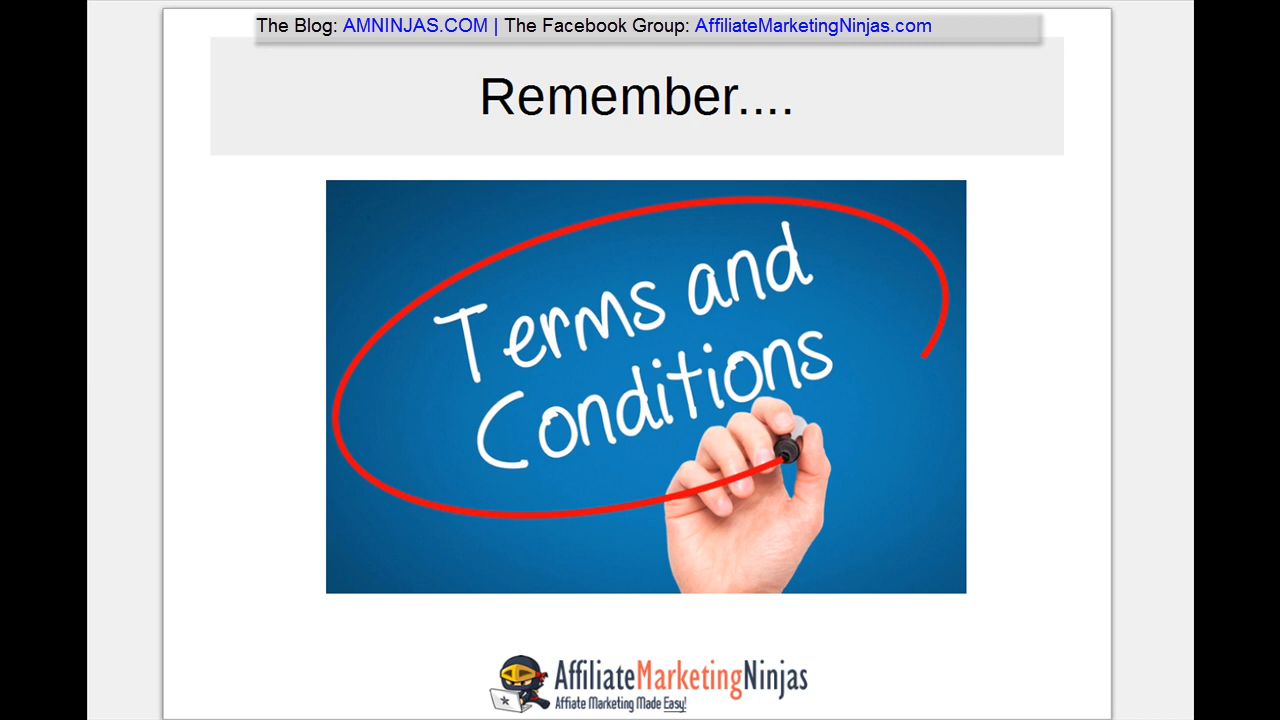 The Blog: AMNINJAS.COM | The Facebook Group: AffiliateMarketingNinjas.com
Remember....
Terms and
Conditions
AffiliateMarketingNinjas
Affiate Marketing Made Easy!